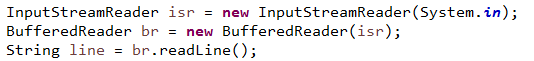 InputStreamReader isr = new InputStreamReader(System.in);
BufferedReader br = new BufferedReader(isr);
String line = br.readLine();